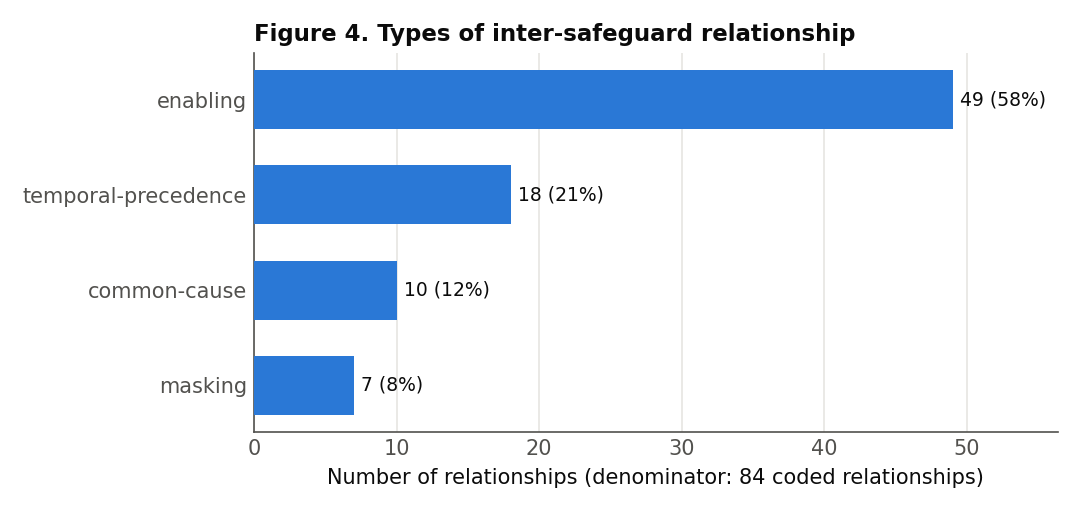 Figure 4. Types of inter-safeguard relationship
enabling
49 (58%)
temporal-precedence
18 (21%)
common-cause
10 (12%)
masking
7 (8%)
0 10 20 30 40 50
Number of relationships (denominator: 84 coded relationships)